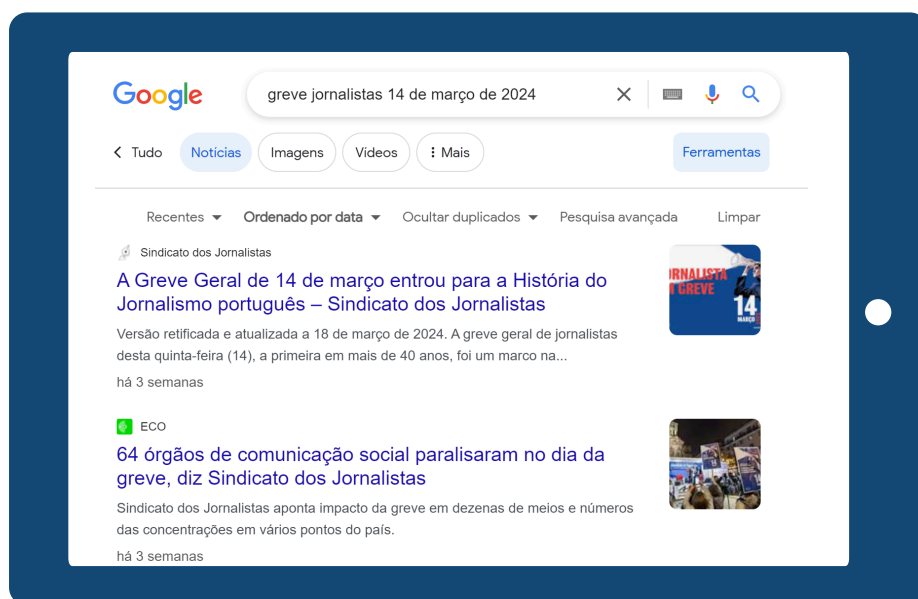 Google
greve jornalistas 14 de março de 2024
Tudo Notícias Imagens Vídeos Mais Ferramentas
Recentes Ordenado por data Ocultar duplicados Pesquisa avançada Limpar
Sindicato dos Jornalistas
A Greve Geral de 14 de março entrou para a História do
Jornalismo português – Sindicato dos Jornalistas
Versão retificada e atualizada a 18 de março de 2024. A greve geral de jornalistas
desta quinta-feira (14), a primeira em mais de 40 anos, foi um marco na...
há 3 semanas
RNALISTA
GREVE
14
MARÇO
ECO
64 órgãos de comunicação social paralisaram no dia da
greve, diz Sindicato dos Jornalistas
Sindicato dos Jornalistas aponta impacto da greve em dezenas de meios e números
das concentrações em vários pontos do país.
há 3 semanas